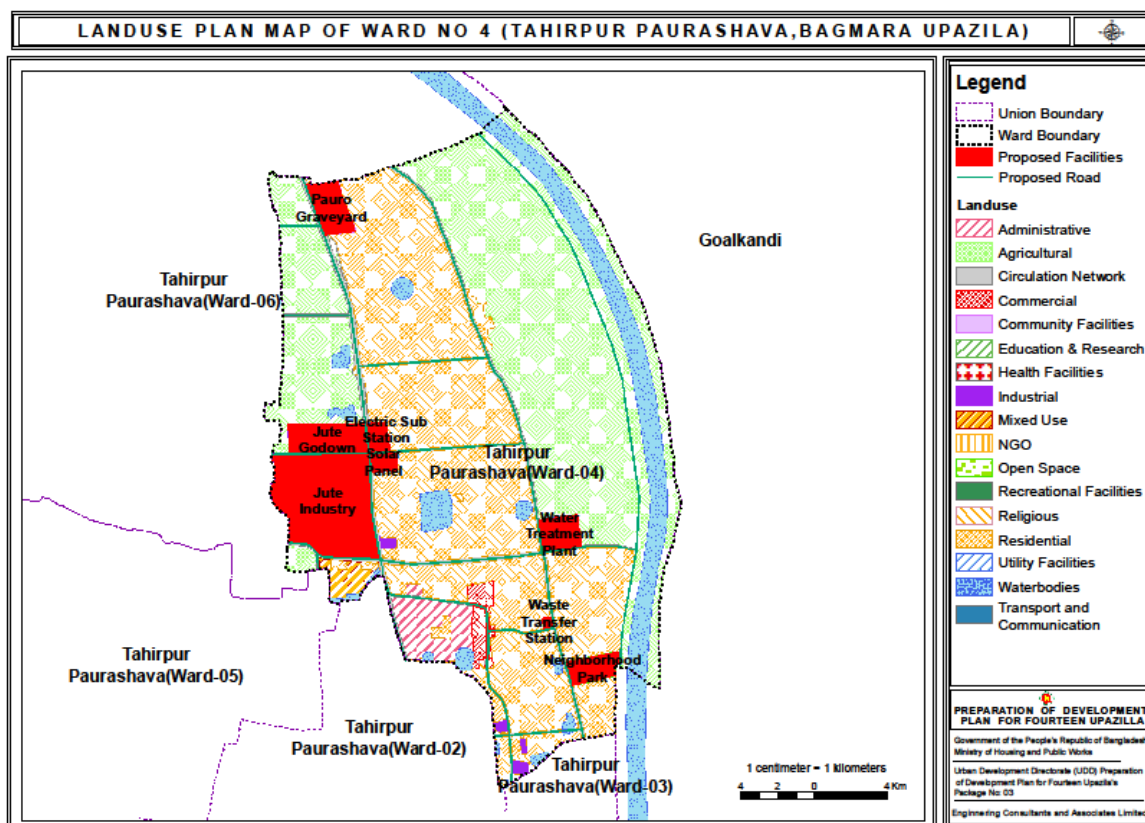 LANDUSE PLAN MAP OF WARD NO 4 (TAHIRPUR PAURASHAVA,BAGMARA UPAZILA)
Pauro
Graveyard
Goalkandi
Tahirpur
Paurashava(Ward-06)
Electric Sub
Station
Jute
Godown
Solar
Panel
Tahirpur
Paurashava(Ward-04)
Jute
Industry
Water
Treatment
Plant
Waste
Transfer
Station
Neighborhood
Park
Tahirpur
Paurashava(Ward-05)
Tahirpur
Paurashava(Ward-02)
Tahirpur
Paurashava(Ward-03)
1 centimeter = 1 kilometers
4 2 0 4 Km
Legend
Union Boundary
Ward Boundary
Proposed Facilities
Proposed Road
Landuse
Administrative
Agricultural
Circulation Network
Commercial
Community Facilities
Education & Research
Health Facilities
Industrial
Mixed Use
NGO
Open Space
Recreational Facilities
Religious
Residential
Utility Facilities
Waterbodies
Transport and
Communication
PREPARATION OF DEVELOPMENT
PLAN FOR FOURTEEN UPAZILLA
Government of the People's Republic of Bangladesh
Ministry of Housing and Public Works
Urban Development Directorate (UDD) Preparation
of Development Plan for Fourteen Upazila's
Package No: 03
Enginnering Consultants and Associates Limited